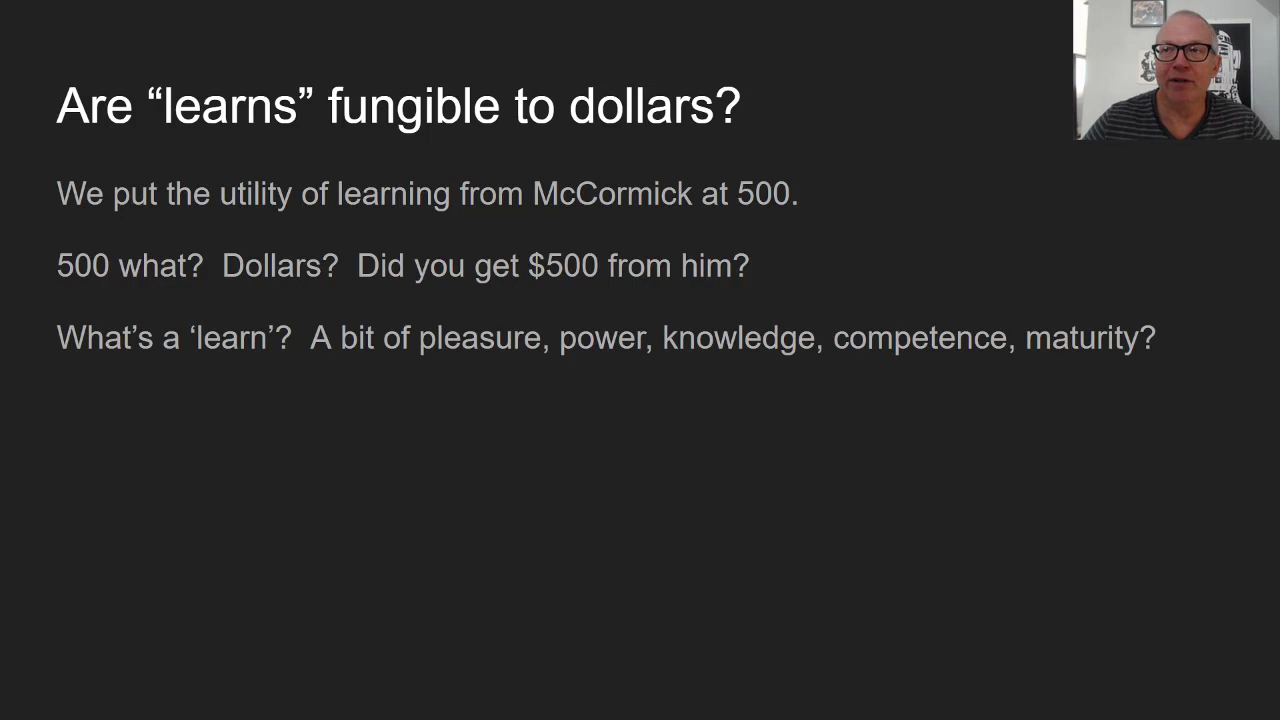 Are “learns” fungible to dollars?
We put the utility of learning from McCormick at 500.
500 what?  Dollars?  Did you get $500 from him?
What’s a ‘learn’?  A bit of pleasure, power, knowledge, competence, maturity?